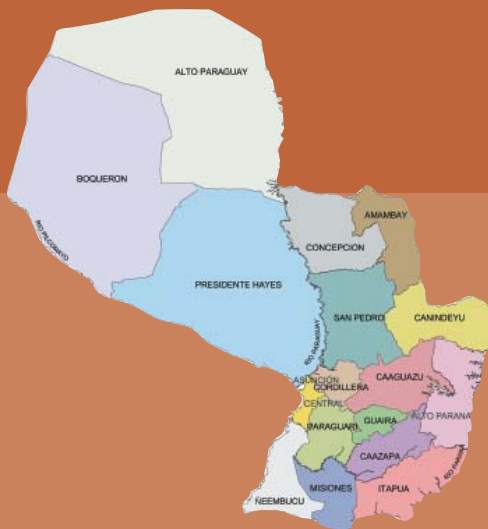 ALTO PARAGUAY
BOQUERON
AMAMBAY
CONCEPCION
RIO PILCOMAYO
PRESIDENTE HAYES
SAN PEDRO
CANINDEYU
RIO PARAGUAY
ASUNCIÓN
CORDILLERA
CAAGUAZU
CENTRAL
ALTO PARANA
GUAIRA
PARAGUARI
CAAZAPA
RIO PARANA
MISIONES
ITAPUA
ÑEEMBUCU